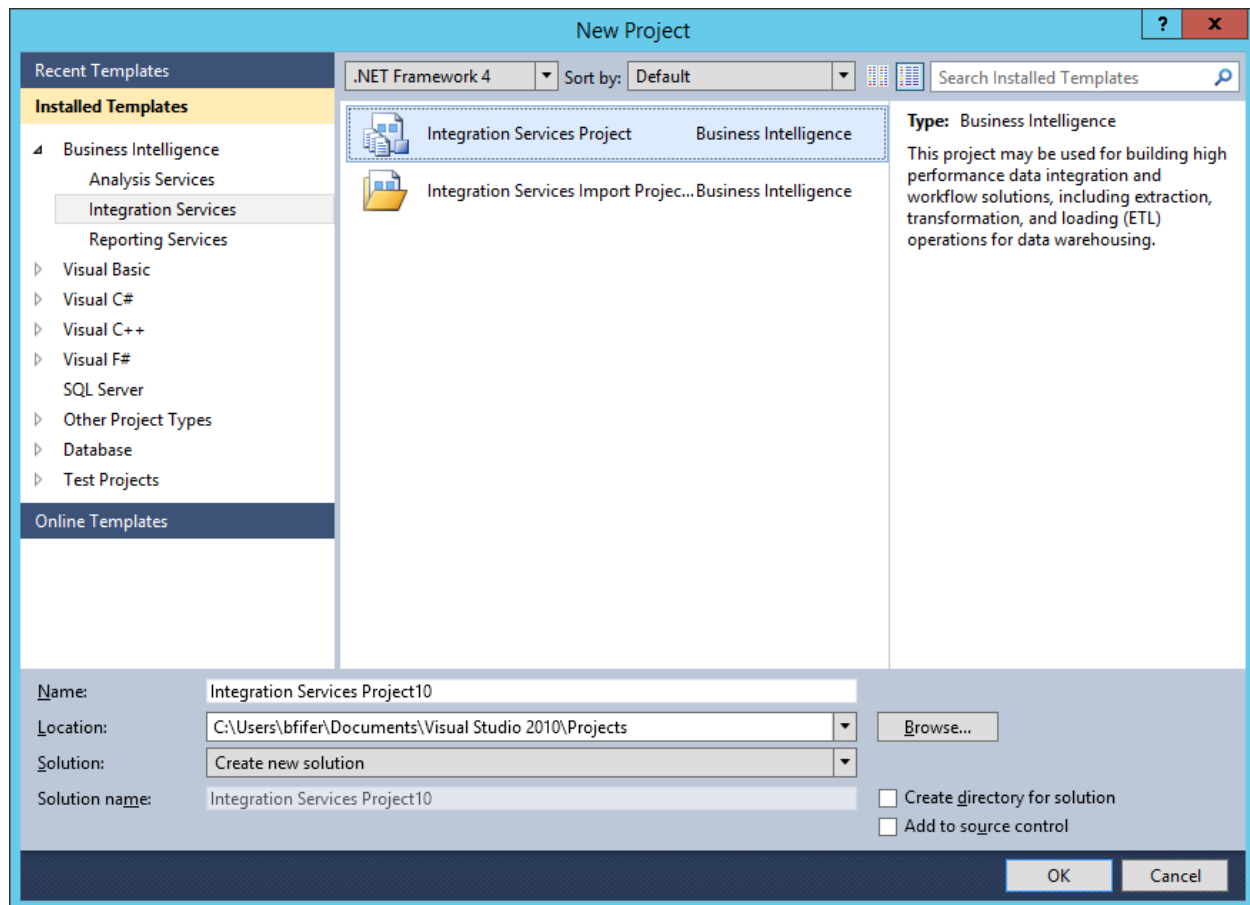 New Project
? x
Recent Templates
Installed Templates
Business Intelligence
Analysis Services
Integration Services
Reporting Services
Visual Basic
Visual C#
Visual C++
Visual F#
SQL Server
Other Project Types
Database
Test Projects
Online Templates
.NET Framework 4 Sort by: Default Search Installed Templates
Integration Services Project Business Intelligence
Integration Services Import Projec... Business Intelligence
Type: Business Intelligence
This project may be used for building high
performance data integration and
workflow solutions, including extraction,
transformation, and loading (ETL)
operations for data warehousing.
Name: Integration Services Project10
Location: C:\Users\bfifer\Documents\Visual Studio 2010\Projects Browse...
Solution: Create new solution
Solution name: Integration Services Project10 Create directory for solution
Add to source control
OK Cancel